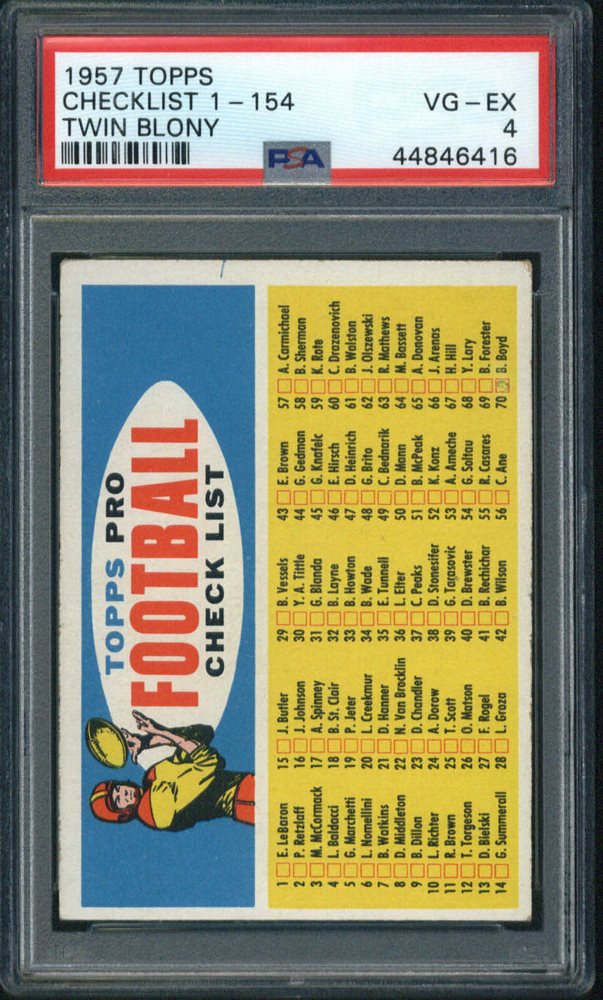 1957 TOPPS
CHECKLIST 1 - 154 VG - EX
TWIN BLONY 4
PSA 44846416
TOPPS PRO
FOOTBALL
CHECK LIST
1 E. LeBaron
2 P. Retzlaff
3 M. McCormack
4 L. Baldacci
5 G. Marchetti
6 L. Nomellini
7 B. Watkins
8 D. Middleton
9 B. Dillon
10 L. Richter
11 R. Brown
12 T. Torgeson
13 D. Bielski
14 G. Summerall
15 J. Butler
16 J. Johnson
17 A. Spinney
18 B. St. Clair
19 P. Jeter
20 L. Creekmur
21 D. Hanner
22 N. Van Brocklin
23 D. Chandler
24 A. Dorow
25 T. Scott
26 O. Matson
27 F. Rogel
28 L. Groza
29 B. Vessels
30 Y. A. Tittle
31 G. Blanda
32 B. Layne
33 B. Howton
34 B. Wade
35 E. Tunnell
36 L. Elter
37 C. Peaks
38 D. Stonesifer
39 G. Tarasovic
40 D. Brewster
41 B. Rechichar
42 B. Wilson
43 E. Brown
44 G. Gedman
45 G. Knafelc
46 E. Hirsch
47 D. Heinrich
48 G. Brito
49 C. Bednarik
50 D. Mann
51 B. McPeak
52 K. Konz
53 A. Ameche
54 G. Soltau
55 R. Casares
56 C. Ane
57 A. Carmichael
58 B. Sherman
59 K. Rote
60 C. Drazenovich
61 B. Walston
62 J. Olszewski
63 R. Mathews
64 M. Bassett
65 A. Donovan
66 J. Arenas
67 H. Hill
68 Y. Lary
69 B. Forester
70 B. Boyd